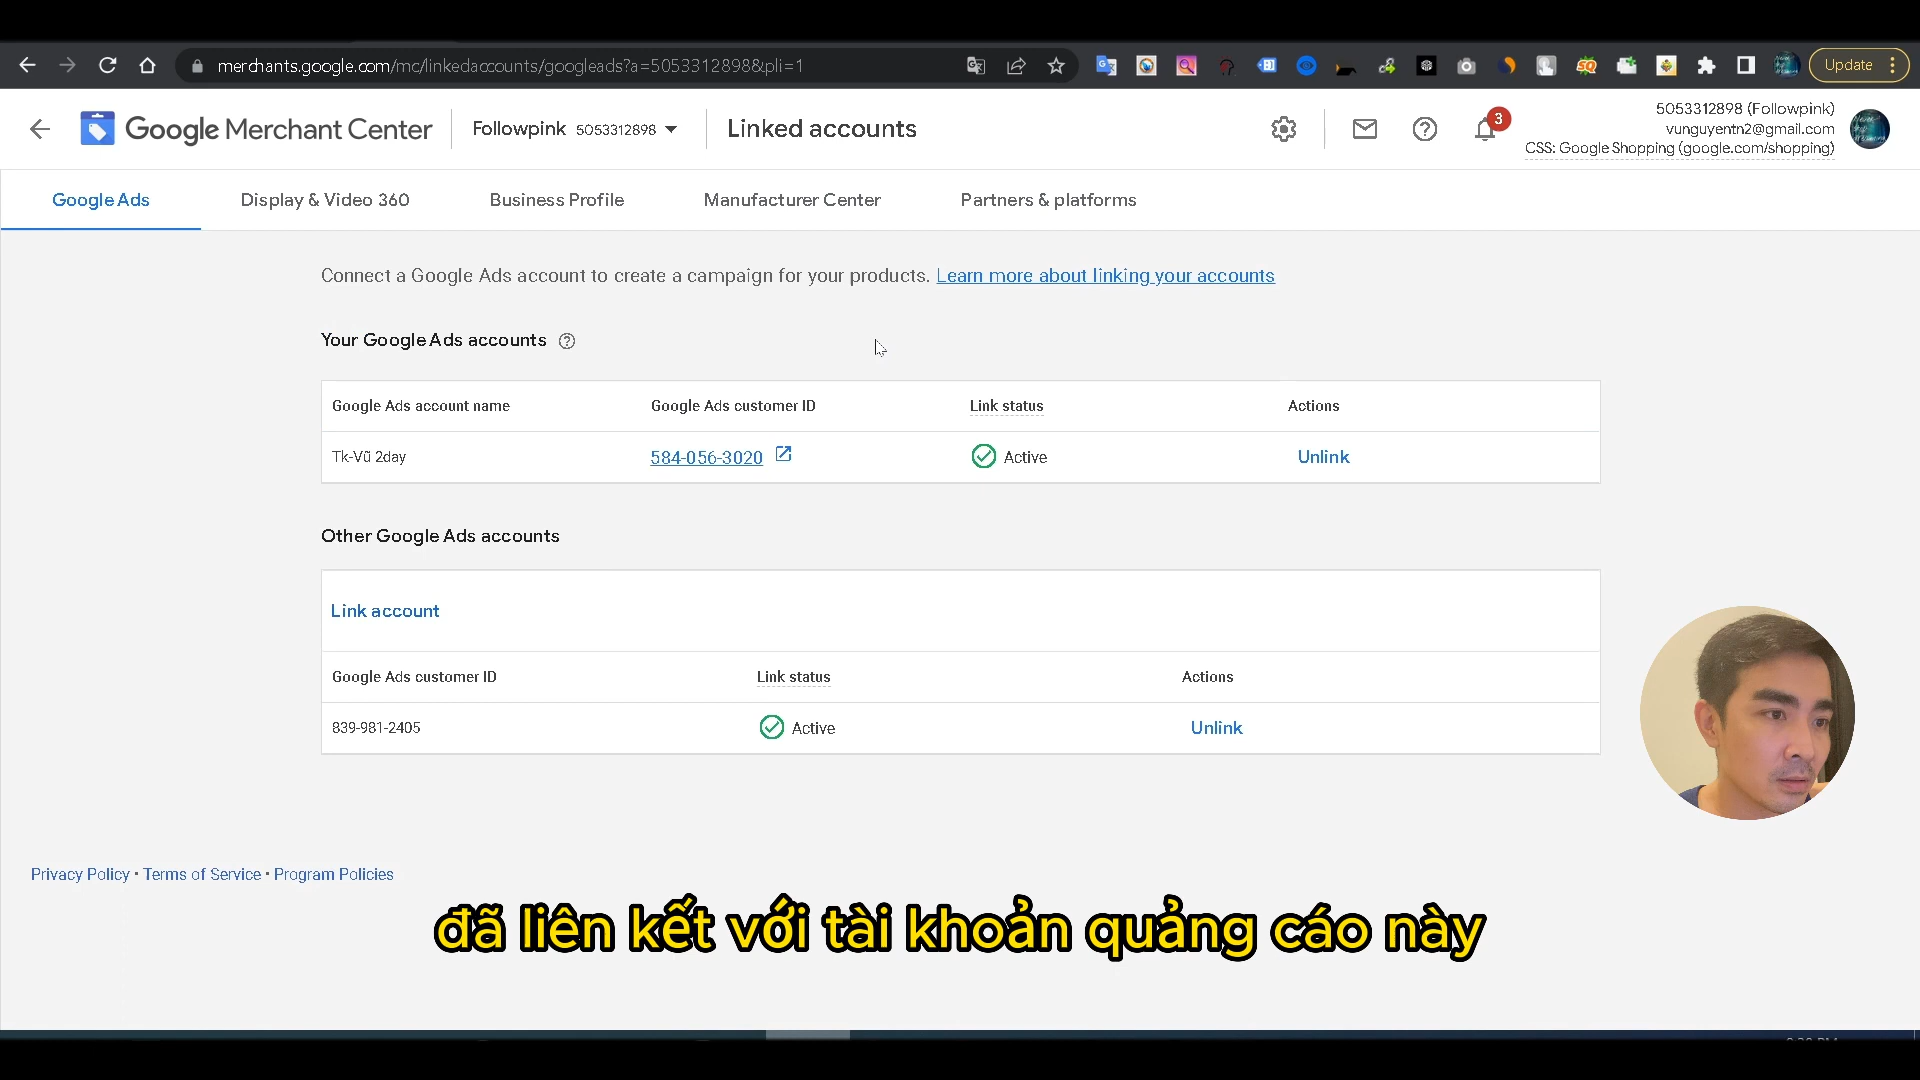 merchants.google.com/mc/linkedaccounts/googleads?a=5053312898&pli=1
Update
Google Merchant Center
Followpink 5053312898
Linked accounts
3
5053312898 (Followpink)
vunguyentn2@gmail.com
CSS: Google Shopping (google.com/shopping)
Google Ads
Display & Video 360
Business Profile
Manufacturer Center
Partners & platforms
Connect a Google Ads account to create a campaign for your products. Learn more about linking your accounts
Your Google Ads accounts
Google Ads account name Google Ads customer ID Link status Actions
Tk-Vũ 2day 584-056-3020 Active Unlink
Other Google Ads accounts
Link account
Google Ads customer ID Link status Actions
839-981-2405 Active Unlink
Privacy Policy • Terms of Service • Program Policies
đã liên kết với tài khoản quảng cáo này